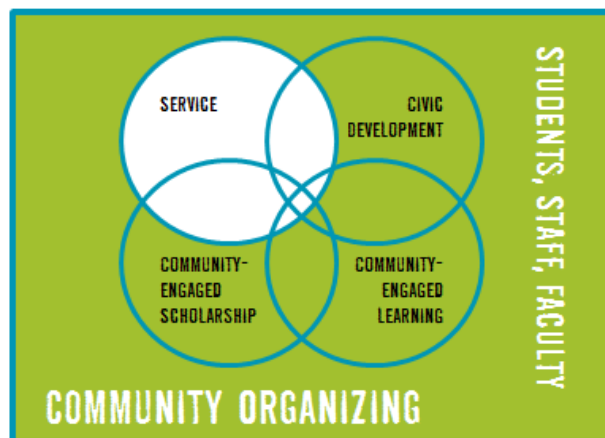 SERVICE
CIVIC
DEVELOPMENT
COMMUNITY-
ENGAGED
SCHOLARSHIP
COMMUNITY-
ENGAGED
LEARNING
STUDENTS, STAFF, FACULTY
COMMUNITY ORGANIZING